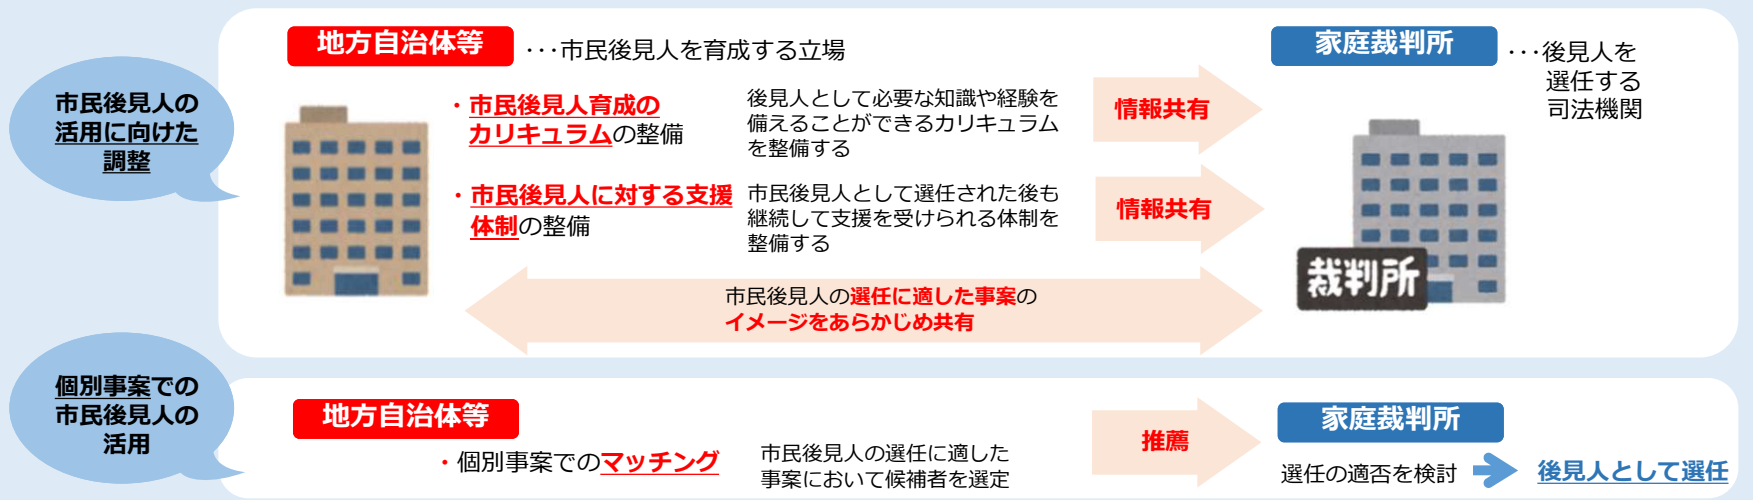 市民後見人の
活用に向けた
調整
地方自治体等
・・・市民後見人を育成する立場
・市民後見人育成の
カリキュラムの整備
後見人として必要な知識や経験を
備えることができるカリキュラム
を整備する
情報共有
・市民後見人に対する支援
体制の整備
市民後見人として選任された後も
継続して支援を受けられる体制を
整備する
情報共有
家庭裁判所
・・・後見人を
選任する
司法機関
裁判所
市民後見人の選任に適した事案の
イメージをあらかじめ共有
個別事案での
市民後見人の
活用
地方自治体等
・個別事案でのマッチング
市民後見人の選任に適した
事案において候補者を選定
推薦
家庭裁判所
選任の適否を検討
後見人として選任